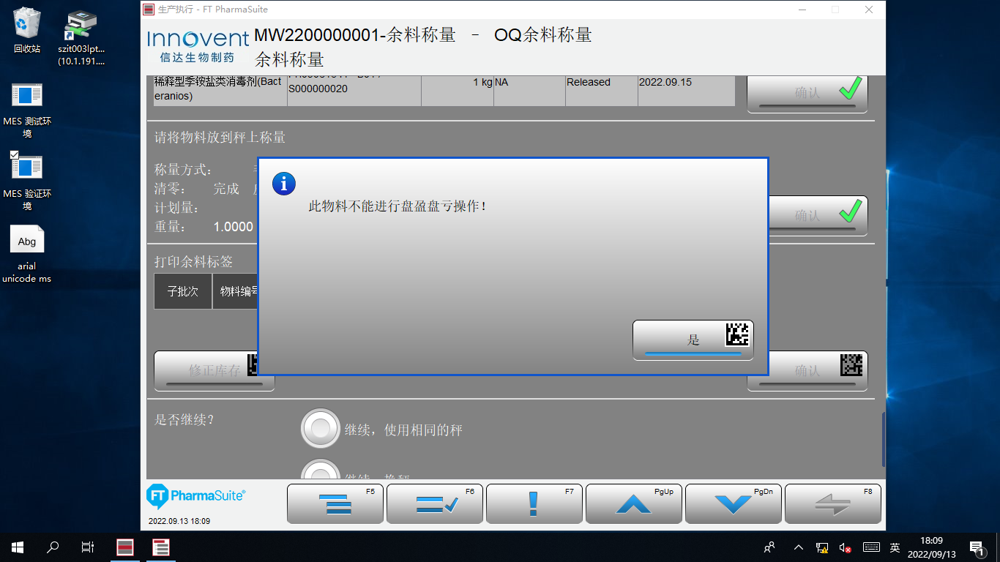 回收站
szit003lpt...
(10.1.191....
MES 测试环
境
MES 验证环
境
Abg
arial
unicode ms
生产执行 - FT PharmaSuite
Innovent
信达生物制药
MW2200000001-余料称量 - OQ余料称量
余料称量
稀释型季铵盐类消毒剂(Bact
eranios)
S000000020
1 kg
NA
Released
2022.09.15
确认
请将物料放到秤上称量
称量方式:
清零: 完成
计划量:
重量: 1.0000
确认
此物料不能进行盘盈盘亏操作!
是
打印余料标签
子批次
物料编号
修正库存
确认
是否继续?
继续, 使用相同的秤
FT PharmaSuite®
2022.09.13 18:09
F5
F6
F7
PgUp
PgDn
F8
英
18:09
2022/09/13
1